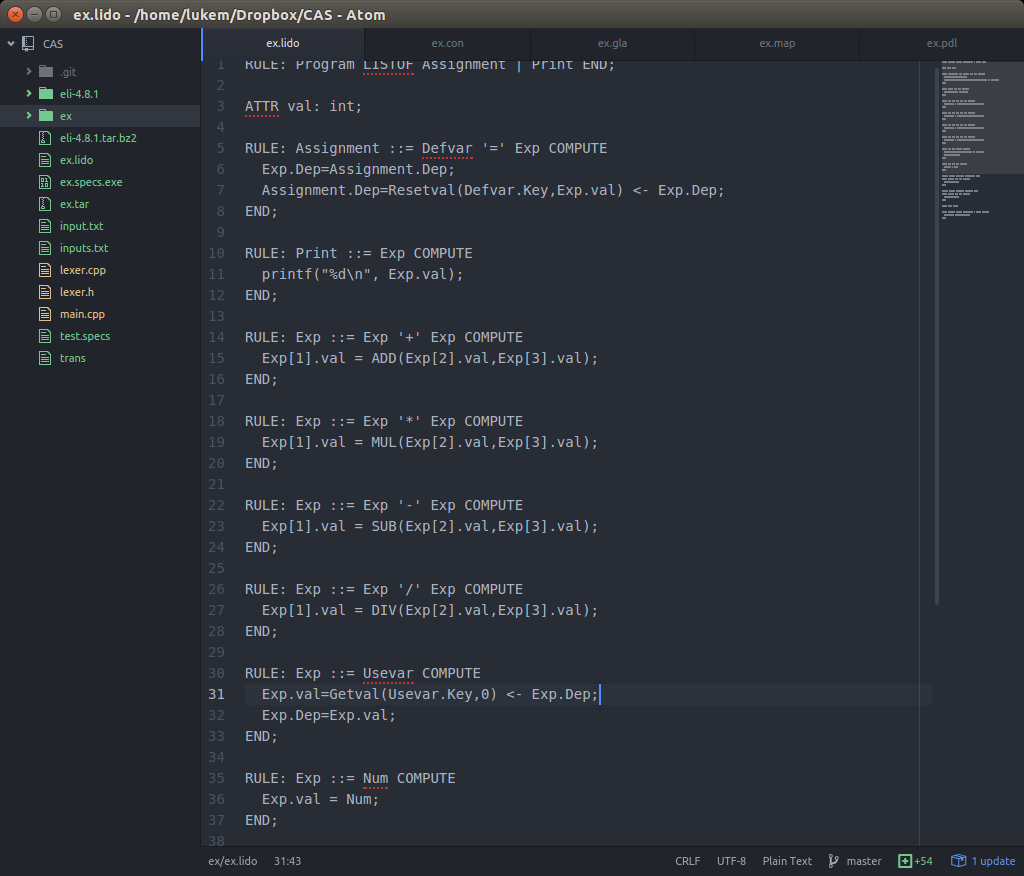 ex.lido - /home/lukem/Dropbox/CAS - Atom
CAS
.git
eli-4.8.1
ex
eli-4.8.1.tar.bz2
ex.lido
ex.specs.exe
ex.tar
input.txt
inputs.txt
lexer.cpp
lexer.h
main.cpp
test.specs
trans
ex.lido ex.con ex.gla ex.map ex.pdl
1 RULE: Program LISTOF Assignment | Print END;
2
3 ATTR val: int;
4
5 RULE: Assignment ::= Defvar '=' Exp COMPUTE
6   Exp.Dep=Assignment.Dep;
7   Assignment.Dep=Resetval(Defvar.Key,Exp.val) <- Exp.Dep;
8 END;
9
10 RULE: Print ::= Exp COMPUTE
11   printf("%d\n", Exp.val);
12 END;
13
14 RULE: Exp ::= Exp '+' Exp COMPUTE
15   Exp[1].val = ADD(Exp[2].val,Exp[3].val);
16 END;
17
18 RULE: Exp ::= Exp '*' Exp COMPUTE
19   Exp[1].val = MUL(Exp[2].val,Exp[3].val);
20 END;
21
22 RULE: Exp ::= Exp '-' Exp COMPUTE
23   Exp[1].val = SUB(Exp[2].val,Exp[3].val);
24 END;
25
26 RULE: Exp ::= Exp '/' Exp COMPUTE
27   Exp[1].val = DIV(Exp[2].val,Exp[3].val);
28 END;
29
30 RULE: Exp ::= Usevar COMPUTE
31   Exp.val=Getval(Usevar.Key,0) <- Exp.Dep;
32   Exp.Dep=Exp.val;
33 END;
34
35 RULE: Exp ::= Num COMPUTE
36   Exp.val = Num;
37 END;
38
ex/ex.lido 31:43 CRLF UTF-8 Plain Text master +54 1 update